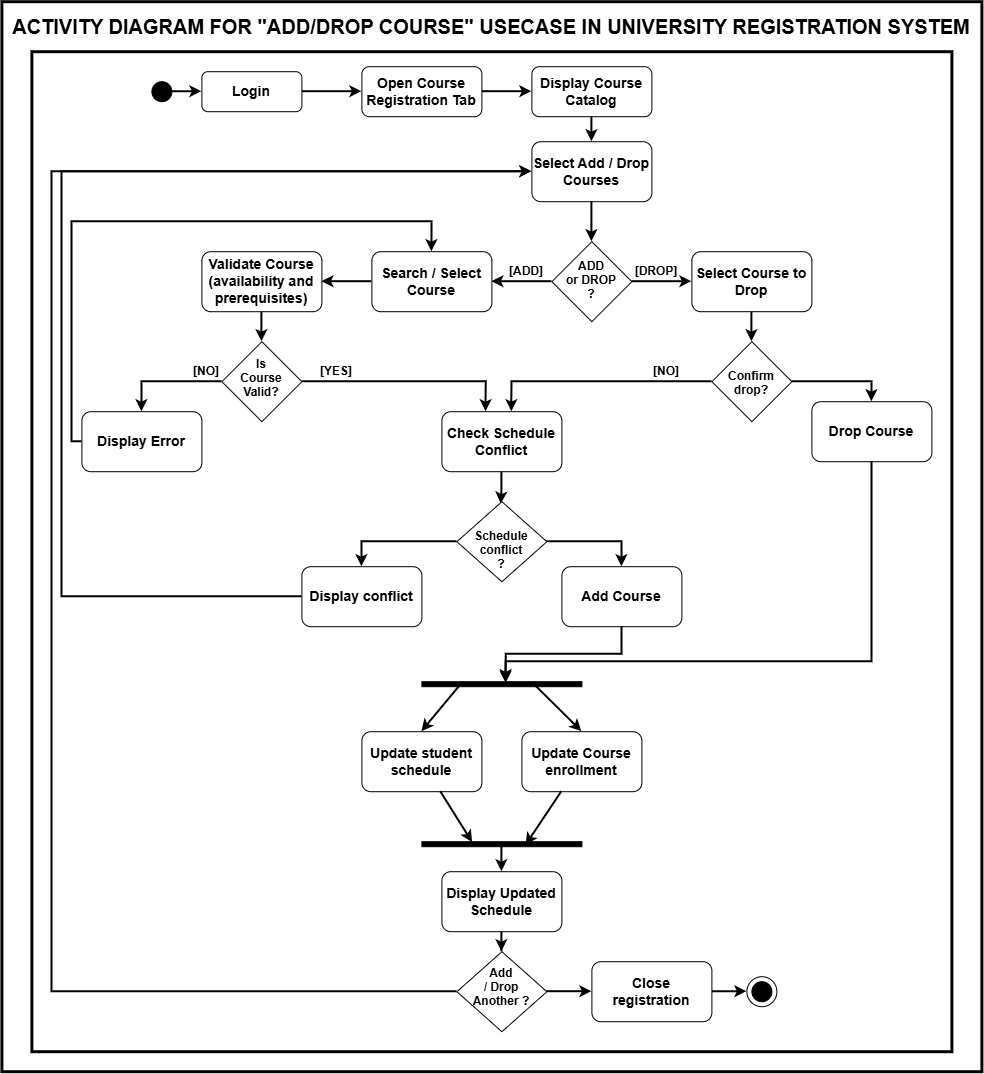 ACTIVITY DIAGRAM FOR "ADD/DROP COURSE" USECASE IN UNIVERSITY REGISTRATION SYSTEM
Login
Open Course
Registration Tab
Display Course
Catalog
Select Add / Drop
Courses
ADD
or DROP
?
[ADD]
[DROP]
Validate Course
(availability and
prerequisites)
Search / Select
Course
Select Course to
Drop
Is
Course
Valid?
[NO]
[YES]
[NO]
Confirm
drop?
Display Error
Check Schedule
Conflict
Drop Course
Schedule
conflict
?
Display conflict
Add Course
Update student
schedule
Update Course
enrollment
Display Updated
Schedule
Add
/ Drop
Another ?
Close
registration